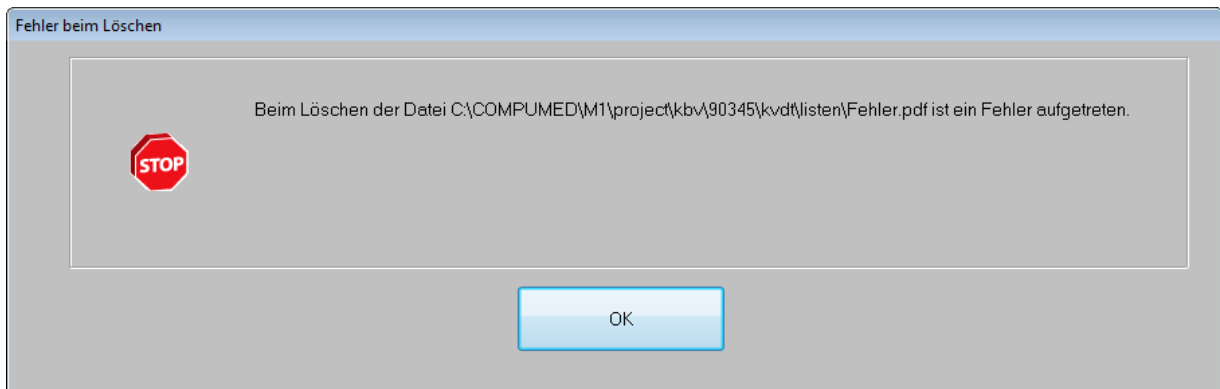 Fehler beim Löschen
Beim Löschen der Datei C:\COMPUMED\M1\project\kbv\90345\kvdt\listen\Fehler.pdf ist ein Fehler aufgetreten.
STOP
OK